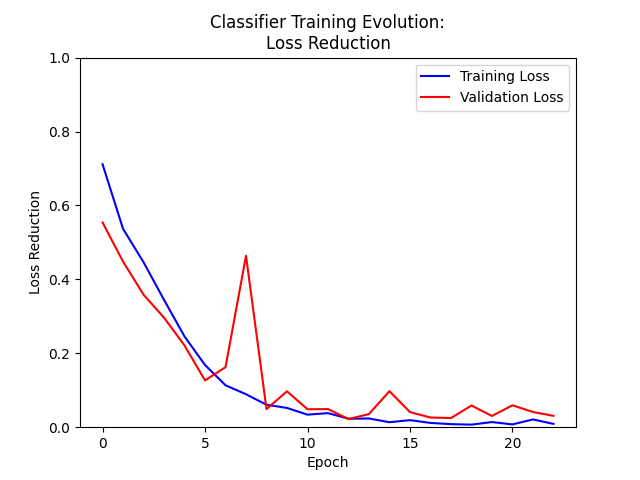 Classifier Training Evolution:
Loss Reduction
1.0
0.8
0.6
0.4
0.2
0.0
Loss Reduction
Training Loss
Validation Loss
0 5 10 15 20
Epoch